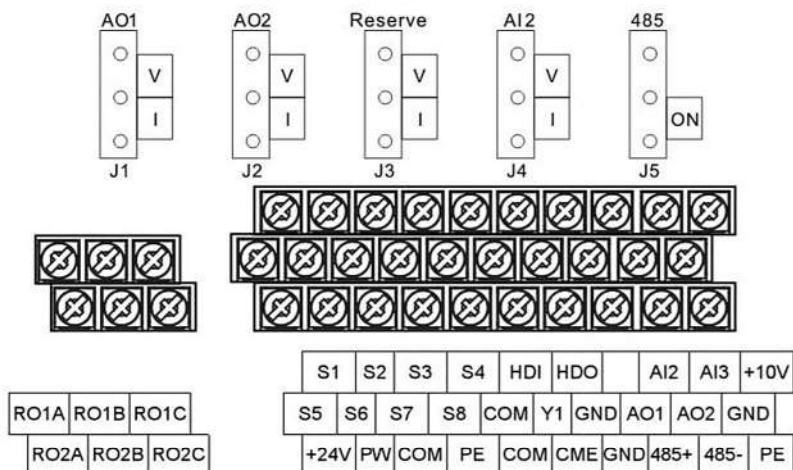 AO1 AO2 Reserve AI2 485
V V V V
I I I I ON
J1 J2 J3 J4 J5
S1 S2 S3 S4 HDI HDO AI2 AI3 +10V
RO1A RO1B RO1C S5 S6 S7 S8 COM Y1 GND AO1 AO2 GND
RO2A RO2B RO2C +24V PW COM PE COM CME GND 485+ 485- PE